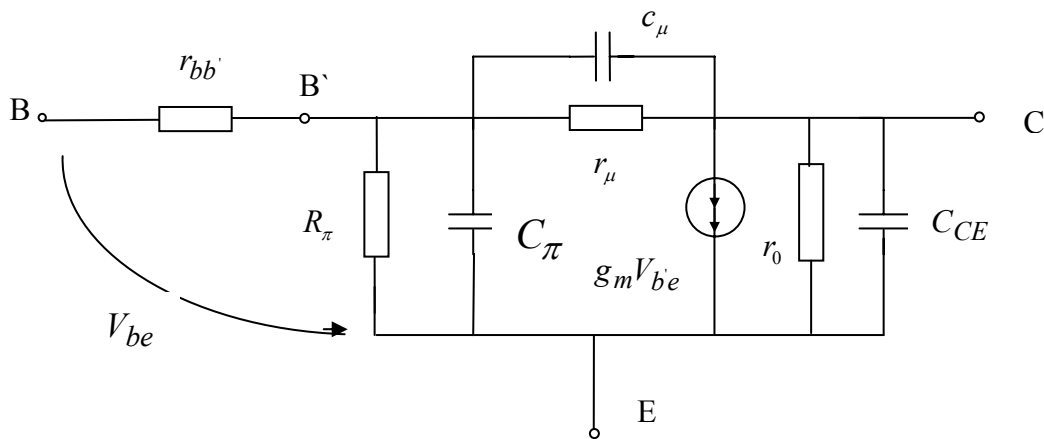 c_μ
r_bb'
B`
B
C
r_μ
R_π
C_π
C_CE
r_0
g_m V_b'e
V_be
E